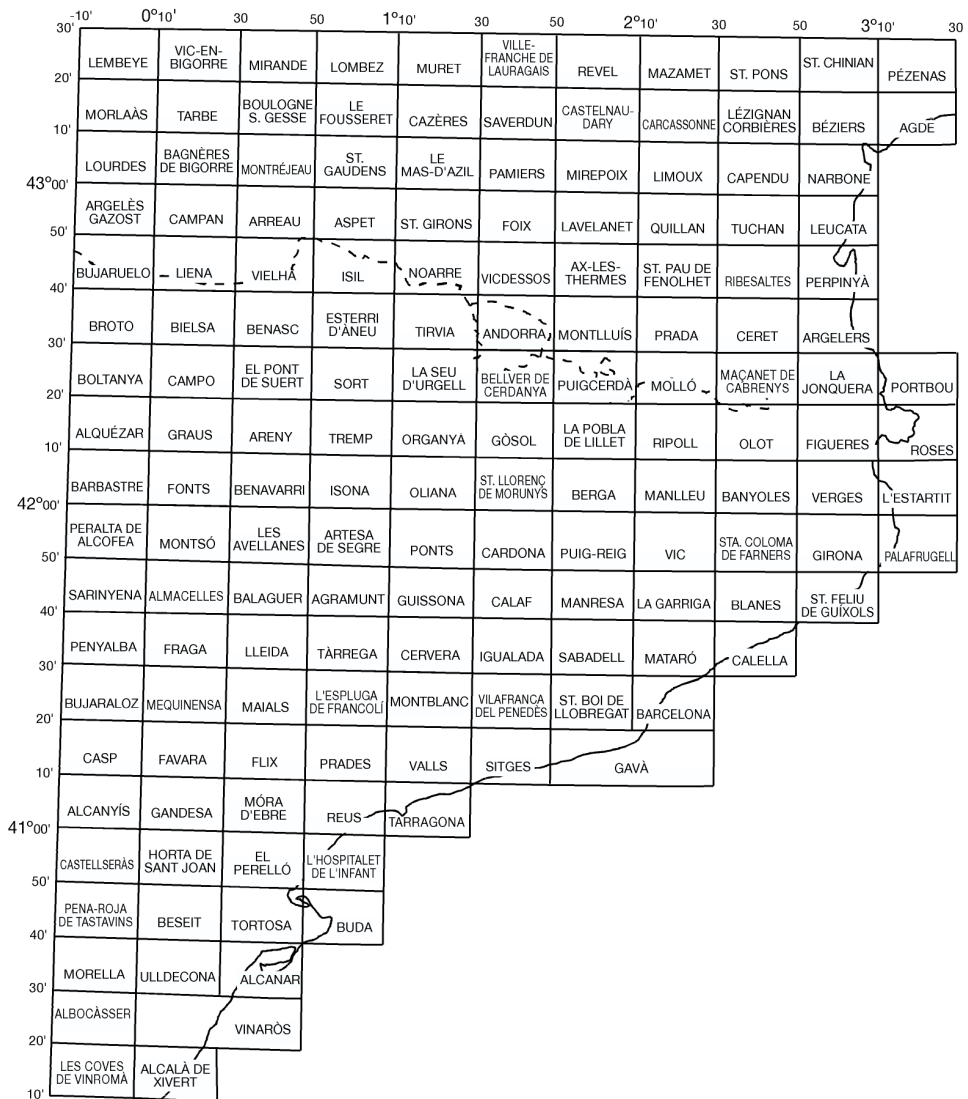 -10' 0°10' 30 50 1°10' 30 50 2°10' 30 50 3°10' 30
30'
LEMBEYE VIC-EN-BIGORRE MIRANDE LOMBEZ MURET VILLE-FRANCHE DE LAURAGAIS REVEL MAZAMET ST. PONS ST. CHINIAN PÉZENAS
20'
MORLAÀS TARBE BOULOGNE S. GESSE LE FOUSSERET CAZÈRES SAVERDUN CASTELNAU-DARY CARCASSONNE LÉZIGNAN CORBIÈRES BÉZIERS AGDE
10'
LOURDES BAGNÈRES DE BIGORRE MONTRÉJEAU ST. GAUDENS LE MAS-D'AZIL PAMIERS MIREPOIX LIMOUX CAPENDU NARBONE
43°00'
ARGELÈS GAZOST CAMPAN ARREAU ASPET ST. GIRONS FOIX LAVELANET QUILLAN TUCHAN LEUCATA
50'
BUJARUELO LIENA VIELHA ISIL NOARRE VICDESSOS AX-LES-THERMES ST. PAU DE FENOLHET RIBESALTES PERPINYÀ
40'
BROTO BIELSA BENASC ESTERRI D'ÀNEU TIRVIA ANDORRA MONTLLUÍS PRADA CERET ARGELERS
30'
BOLTANYA CAMPO EL PONT DE SUERT SORT LA SEU D'URGELL BELLVER DE CERDANYA PUIGCERDÀ MOLLÓ MAÇANET DE CABRENYS LA JONQUERA PORTBOU
20'
ALQUÉZAR GRAUS ARENY TREMP ORGANYÀ GÒSOL LA POBLA DE LILLET RIPOLL OLOT FIGUERES ROSES
10'
BARBASTRE FONTS BENAVARRI ISONA OLIANA ST. LLORENÇ DE MORUNYS BERGA MANLLEU BANYOLES VERGES L'ESTARTIT
42°00'
PERALTA DE ALCOFEA MONTSÓ LES AVELLANES ARTESA DE SEGRE PONTS CARDONA PUIG-REIG VIC STA. COLOMA DE FARNERS GIRONA PALAFRUGELL
50'
SARINYENA ALMACELLES BALAGUER AGRAMUNT GUISSONA CALAF MANRESA LA GARRIGA BLANES ST. FELIU DE GUÍXOLS
40'
PENYALBA FRAGA LLEIDA TÀRREGA CERVERA IGUALADA SABADELL MATARÓ CALELLA
30'
BUJARALOZ MEQUINENSA MAIALS L'ESPLUGA DE FRANCOLÍ MONTBLANC VILAFRANCA DEL PENEDÈS ST. BOI DE LLOBREGAT BARCELONA
20'
CASP FAVARA FLIX PRADES VALLS SITGES GAVÀ
10'
ALCANYÍS GANDESA MÓRA D'EBRE REUS TARRAGONA
41°00'
CASTELLSERÀS HORTA DE SANT JOAN EL PERELLÓ L'HOSPITALET DE L'INFANT
50'
PENA-ROJA DE TASTAVINS BESEIT TORTOSA BUDA
40'
MORELLA ULLDECONA ALCANAR
30'
ALBOCÀSSER VINARÒS
20'
LES COVES DE VINROMÀ ALCALÀ DE XIVERT
10'